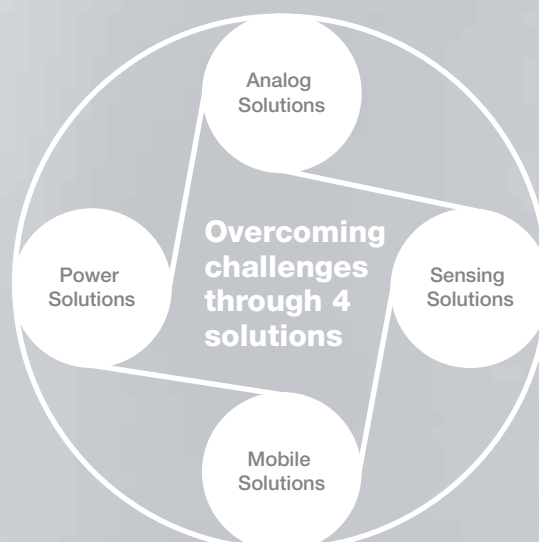 Analog
Solutions
Overcoming
challenges
through 4
solutions
Power
Solutions
Sensing
Solutions
Mobile
Solutions